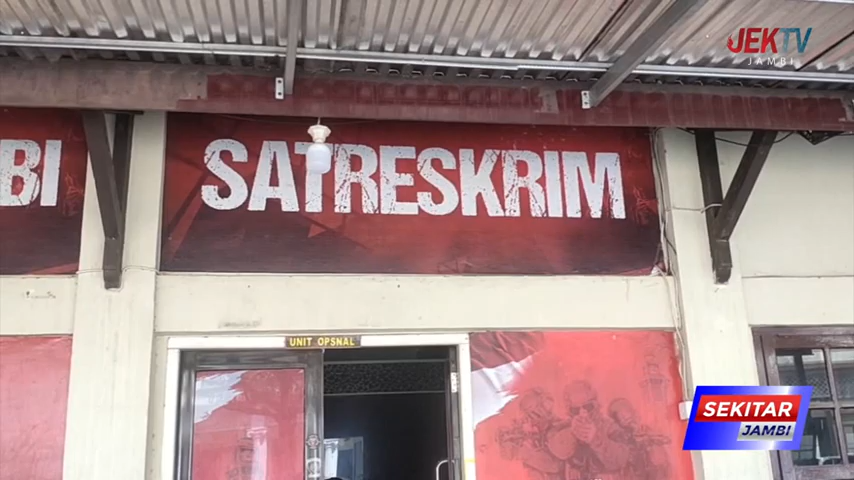 JEKTV
JAMBI
BI
SATRESKRIM
UNIT OPSNAL
SEKITAR
JAMBI